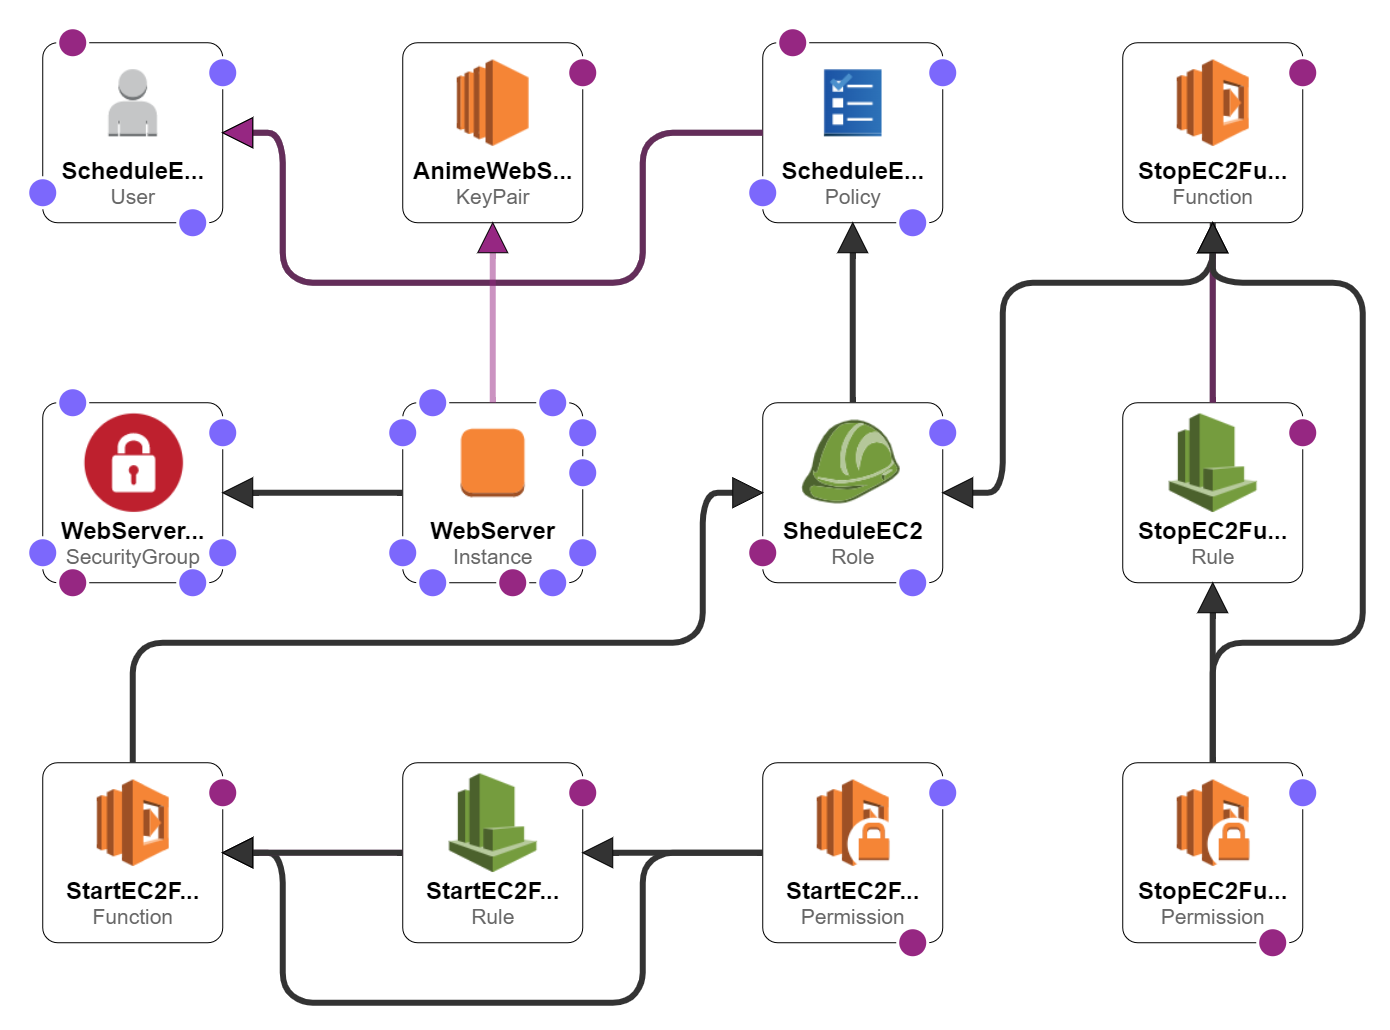 ScheduleE...
User
AnimeWebS...
KeyPair
ScheduleE...
Policy
StopEC2Fu...
Function
WebServer...
SecurityGroup
WebServer
Instance
SheduleEC2
Role
StopEC2Fu...
Rule
StartEC2F...
Function
StartEC2F...
Rule
StartEC2F...
Permission
StopEC2Fu...
Permission